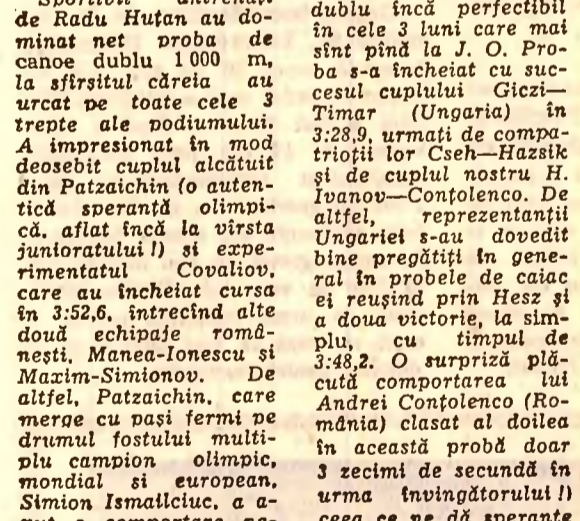 Sportivii antrenați
de Radu Huțan au do-
minat net proba de
canoe dublu 1 000 m,
la sfîrșitul căreia au
urcat pe toate cele 3
trepte ale podiumului.
A impresionat în mod
deosebit cuplul alcătuit
din Patzaichin (o auten-
tică speranță olimpi-
că, aflat încă la vîrsta
junioratului !) și expe-
rimentatul Covaliov,
care au încheiat cursa
în 3:52,6, întrecînd alte
două echipaje romă-
nești, Manea-Ionescu și
Maxim-Simionov. De
altfel, Patzaichin, care
merge cu pași fermi pe
drumul fostului multi-
plu campion olimpic,
mondial și european,
Simion Ismailciuc, a a-
dublu încă perfectibil
în cele 3 luni care mai
sînt pînă la J. O. Pro-
ba s-a încheiat cu suc-
cesul cuplului Giczi—
Timar (Ungaria) în
3:28,9, urmați de compa-
trioții lor Cseh—Hazsik
și de cuplul nostru H.
Ivanov—Conțolenco. De
altfel, reprezentanții
Ungariei s-au dovedit
bine pregătiți în gene-
ral în probele de caiac
ei reușind prin Hesz și
a doua victorie, la sim-
plu, cu timpul de
3:48,2. O surpriză plă-
cută comportarea lui
Andrei Conțolenco (Ro-
mânia) clasat al doilea
în această probă doar
3 zecimi de secundă în
urma învingătorului !)
ceea ce ne dă speranțe